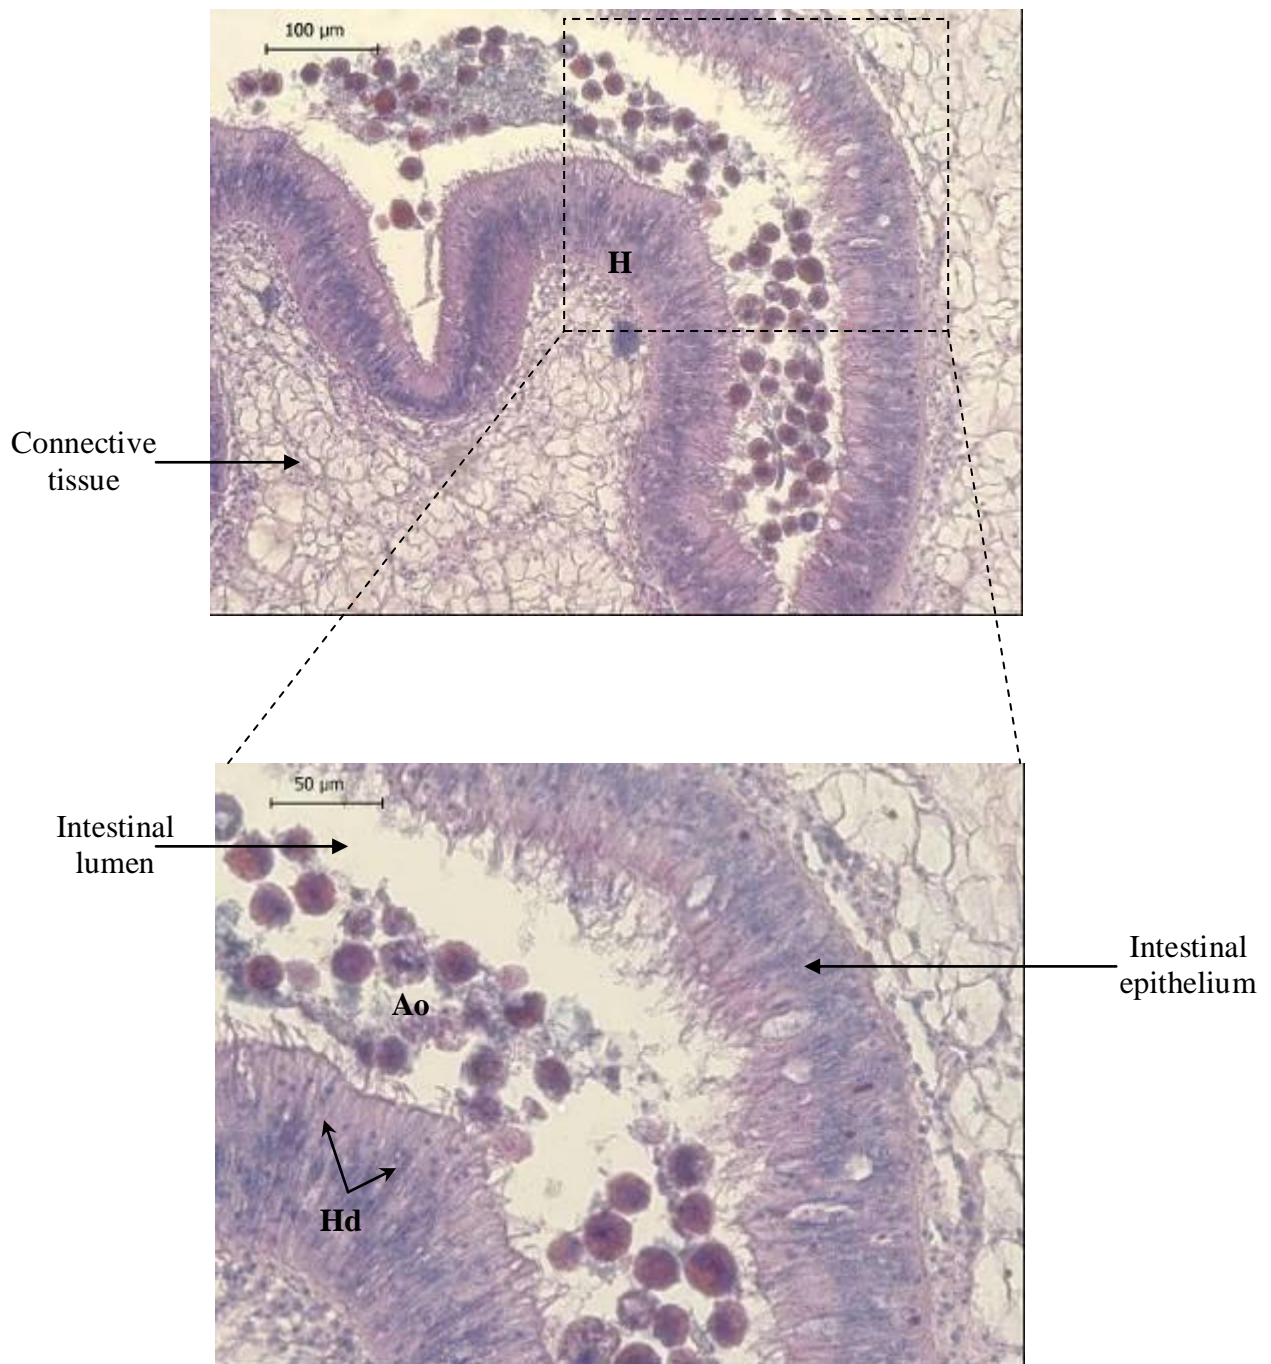 100 µm
H
Connective
tissue
50 µm
Intestinal
lumen
Intestinal
epithelium
Ao
Hd